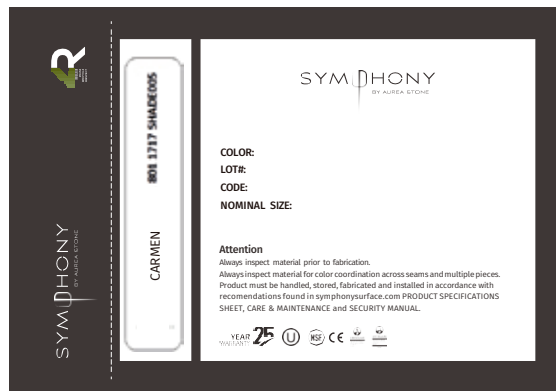 4R
801 1717 SHADE005
CARMEN
SYMPHONY
BY AUREA STONE
SYMPHONY
BY AUREA STONE
COLOR:
LOT#:
CODE:
NOMINAL SIZE:
Attention
Always inspect material prior to fabrication.
Always inspect material for color coordination across seams and multiple pieces.
Product must be handled, stored, fabricated and installed in accordance with
recomendations found in symphonysurface.com PRODUCT SPECIFICATIONS
SHEET, CARE & MAINTENANCE and SECURITY MANUAL.
YEAR 25
WARRANTY
U
NSF
CE